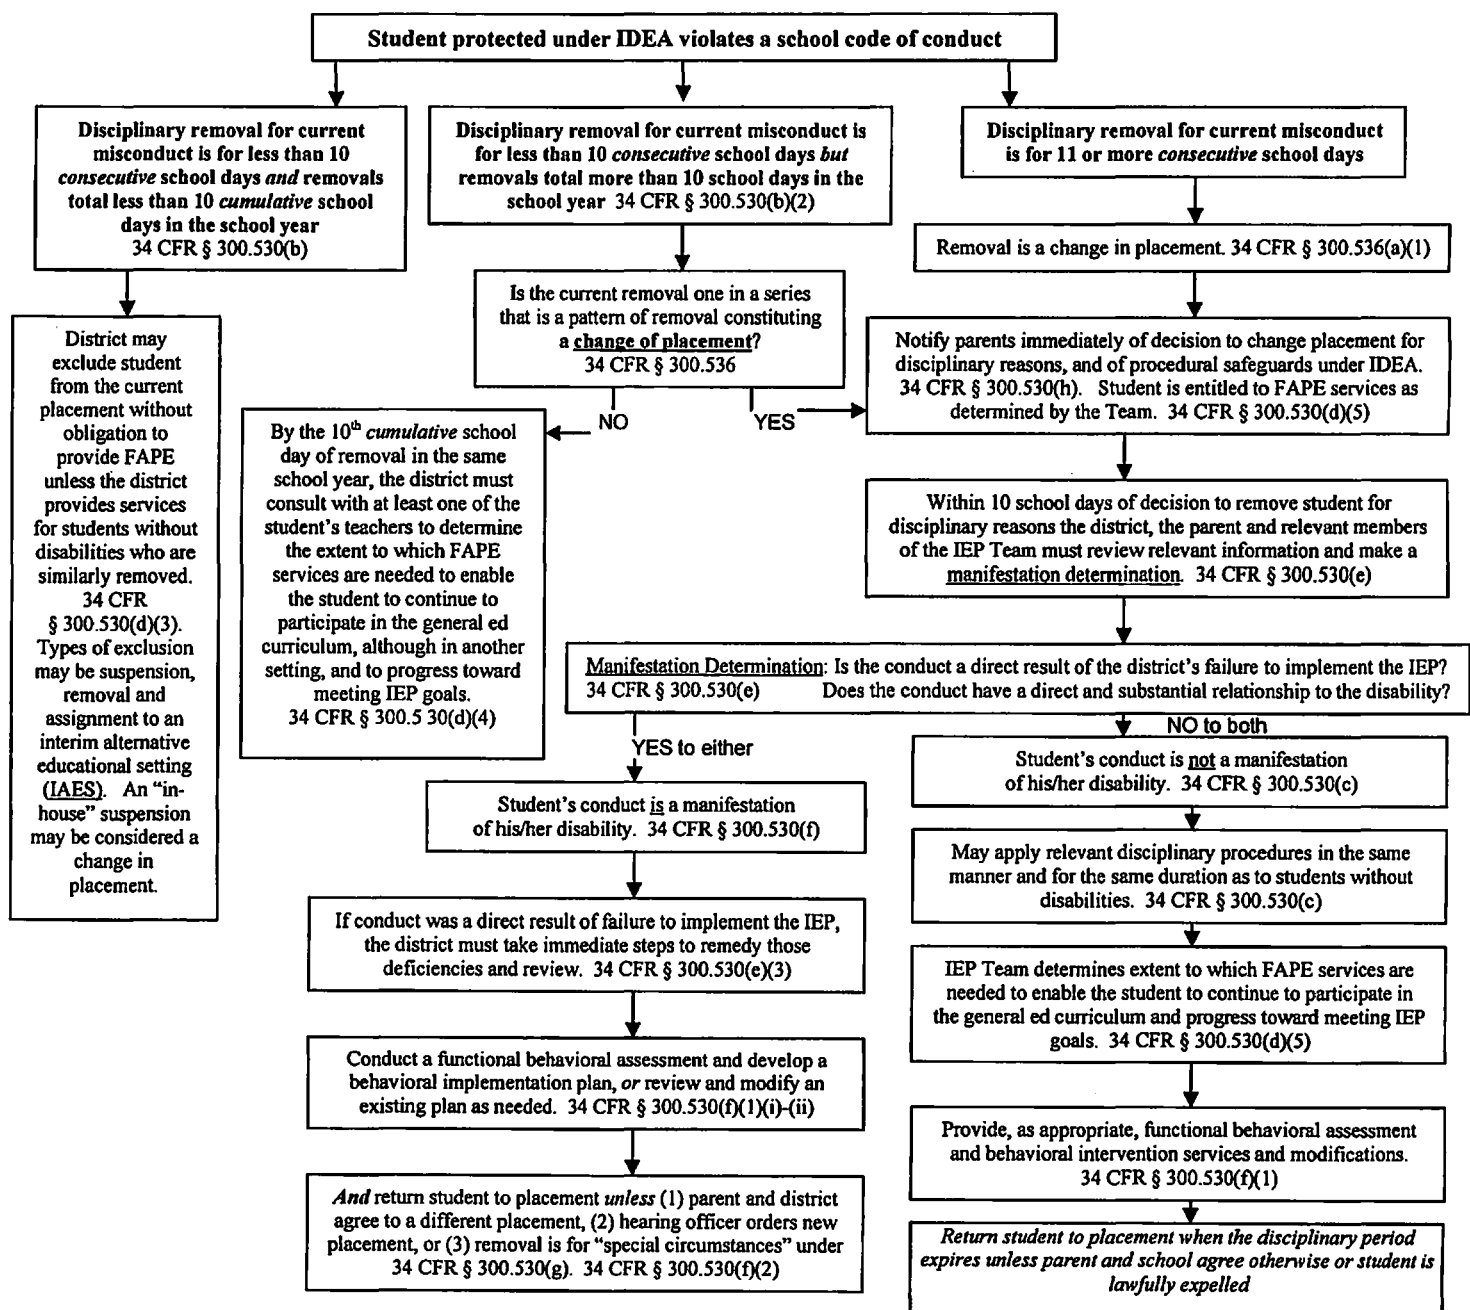 Student protected under IDEA violates a school code of conduct
Disciplinary removal for current
misconduct is for less than 10
consecutive school days and removals
total less than 10 cumulative school
days in the school year
34 CFR § 300.530(b)
Disciplinary removal for current misconduct is
for less than 10 consecutive school days but
removals total more than 10 school days in the
school year 34 CFR § 300.530(b)(2)
Disciplinary removal for current misconduct
is for 11 or more consecutive school days
Removal is a change in placement. 34 CFR § 300.536(a)(1)
Is the current removal one in a series
that is a pattern of removal constituting
a change of placement?
34 CFR § 300.536
NO
YES
District may
exclude student
from the current
placement without
obligation to
provide FAPE
unless the district
provides services
for students without
disabilities who are
similarly removed.
34 CFR
§ 300.530(d)(3).
Types of exclusion
may be suspension,
removal and
assignment to an
interim alternative
educational setting
(IAES). An “in-
house” suspension
may be considered a
change in
placement.
By the 10th cumulative school
day of removal in the same
school year, the district must
consult with at least one of the
student’s teachers to determine
the extent to which FAPE
services are needed to enable
the student to continue to
participate in the general ed
curriculum, although in another
setting, and to progress toward
meeting IEP goals.
34 CFR § 300.5 30(d)(4)
Notify parents immediately of decision to change placement for
disciplinary reasons, and of procedural safeguards under IDEA.
34 CFR § 300.530(h). Student is entitled to FAPE services as
determined by the Team. 34 CFR § 300.530(d)(5)
Within 10 school days of decision to remove student for
disciplinary reasons the district, the parent and relevant members
of the IEP Team must review relevant information and make a
manifestation determination. 34 CFR § 300.530(e)
Manifestation Determination: Is the conduct a direct result of the district’s failure to implement the IEP?
34 CFR § 300.530(e) Does the conduct have a direct and substantial relationship to the disability?
YES to either
NO to both
Student’s conduct is a manifestation
of his/her disability. 34 CFR § 300.530(f)
If conduct was a direct result of failure to implement the IEP,
the district must take immediate steps to remedy those
deficiencies and review. 34 CFR § 300.530(e)(3)
Conduct a functional behavioral assessment and develop a
behavioral implementation plan, or review and modify an
existing plan as needed. 34 CFR § 300.530(f)(1)(i)-(ii)
And return student to placement unless (1) parent and district
agree to a different placement, (2) hearing officer orders new
placement, or (3) removal is for “special circumstances” under
34 CFR § 300.530(g). 34 CFR § 300.530(f)(2)
Student’s conduct is not a manifestation
of his/her disability. 34 CFR § 300.530(c)
May apply relevant disciplinary procedures in the same
manner and for the same duration as to students without
disabilities. 34 CFR § 300.530(c)
IEP Team determines extent to which FAPE services are
needed to enable the student to continue to participate in
the general ed curriculum and progress toward meeting IEP
goals. 34 CFR § 300.530(d)(5)
Provide, as appropriate, functional behavioral assessment
and behavioral intervention services and modifications.
34 CFR § 300.530(f)(1)
Return student to placement when the disciplinary period
expires unless parent and school agree otherwise or student is
lawfully expelled